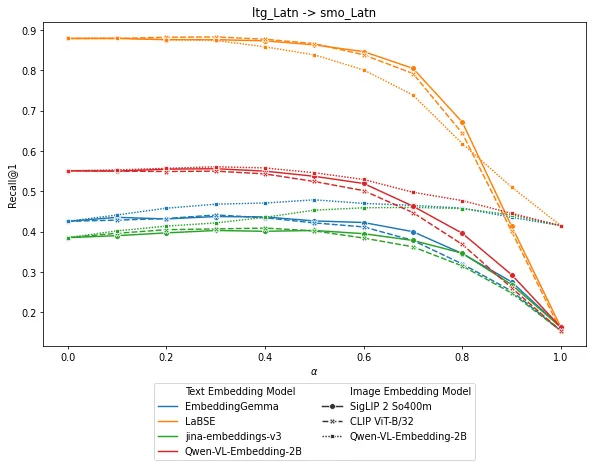 ltg_Latn -> smo_Latn
Recall@1
0.9
0.8
0.7
0.6
0.5
0.4
0.3
0.2
0.0 0.2 0.4 0.6 0.8 1.0
α
Text Embedding Model Image Embedding Model
EmbeddingGemma SigLIP 2 So400m
LaBSE CLIP ViT-B/32
jina-embeddings-v3 Qwen-VL-Embedding-2B
Qwen-VL-Embedding-2B